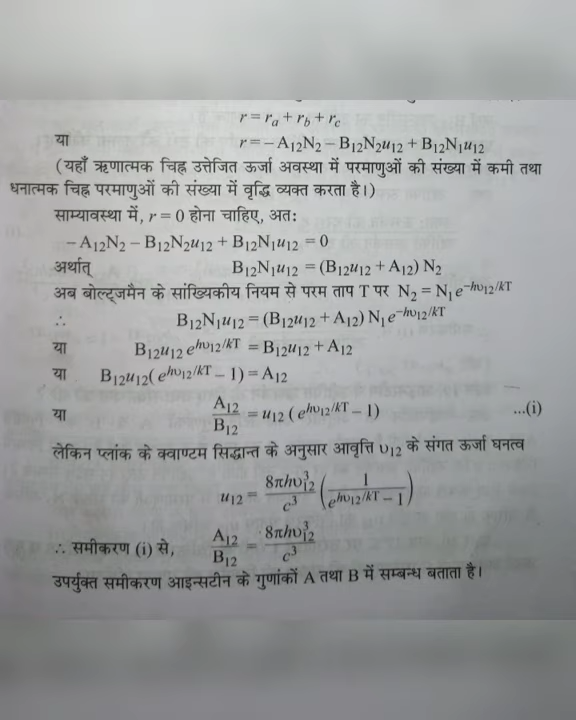 r = rₐ + r_b + r_c
या r = – A₁₂N₂ – B₁₂N₂u₁₂ + B₁₂N₁u₁₂
(यहाँ ऋणात्मक चिह्न उत्तेजित ऊर्जा अवस्था में परमाणुओं की संख्या में कमी तथा
धनात्मक चिह्न परमाणुओं की संख्या में वृद्धि व्यक्त करता है।)
साम्यावस्था में, r = 0 होना चाहिए, अतः
– A₁₂N₂ – B₁₂N₂u₁₂ + B₁₂N₁u₁₂ = 0
अर्थात् B₁₂N₁u₁₂ = (B₁₂u₁₂ + A₁₂) N₂
अब बोल्ट्जमैन के सांख्यिकीय नियम से परम ताप T पर N₂ = N₁e^{–hυ₁₂/kT}
∴ B₁₂N₁u₁₂ = (B₁₂u₁₂ + A₁₂) N₁e^{–hυ₁₂/kT}
या B₁₂u₁₂ e^{hυ₁₂/kT} = B₁₂u₁₂ + A₁₂
या B₁₂u₁₂(e^{hυ₁₂/kT} – 1) = A₁₂
या A₁₂/B₁₂ = u₁₂ (e^{hυ₁₂/kT} – 1) ...(i)
लेकिन प्लांक के क्वाण्टम सिद्धान्त के अनुसार आवृत्ति υ₁₂ के संगत ऊर्जा घनत्व
u₁₂ = 8πhυ₁₂³/c³ (1/(e^{hυ₁₂/kT} – 1))
∴ समीकरण (i) से, A₁₂/B₁₂ = 8πhυ₁₂³/c³
उपर्युक्त समीकरण आइन्सटीन के गुणांकों A तथा B में सम्बन्ध बताता है।